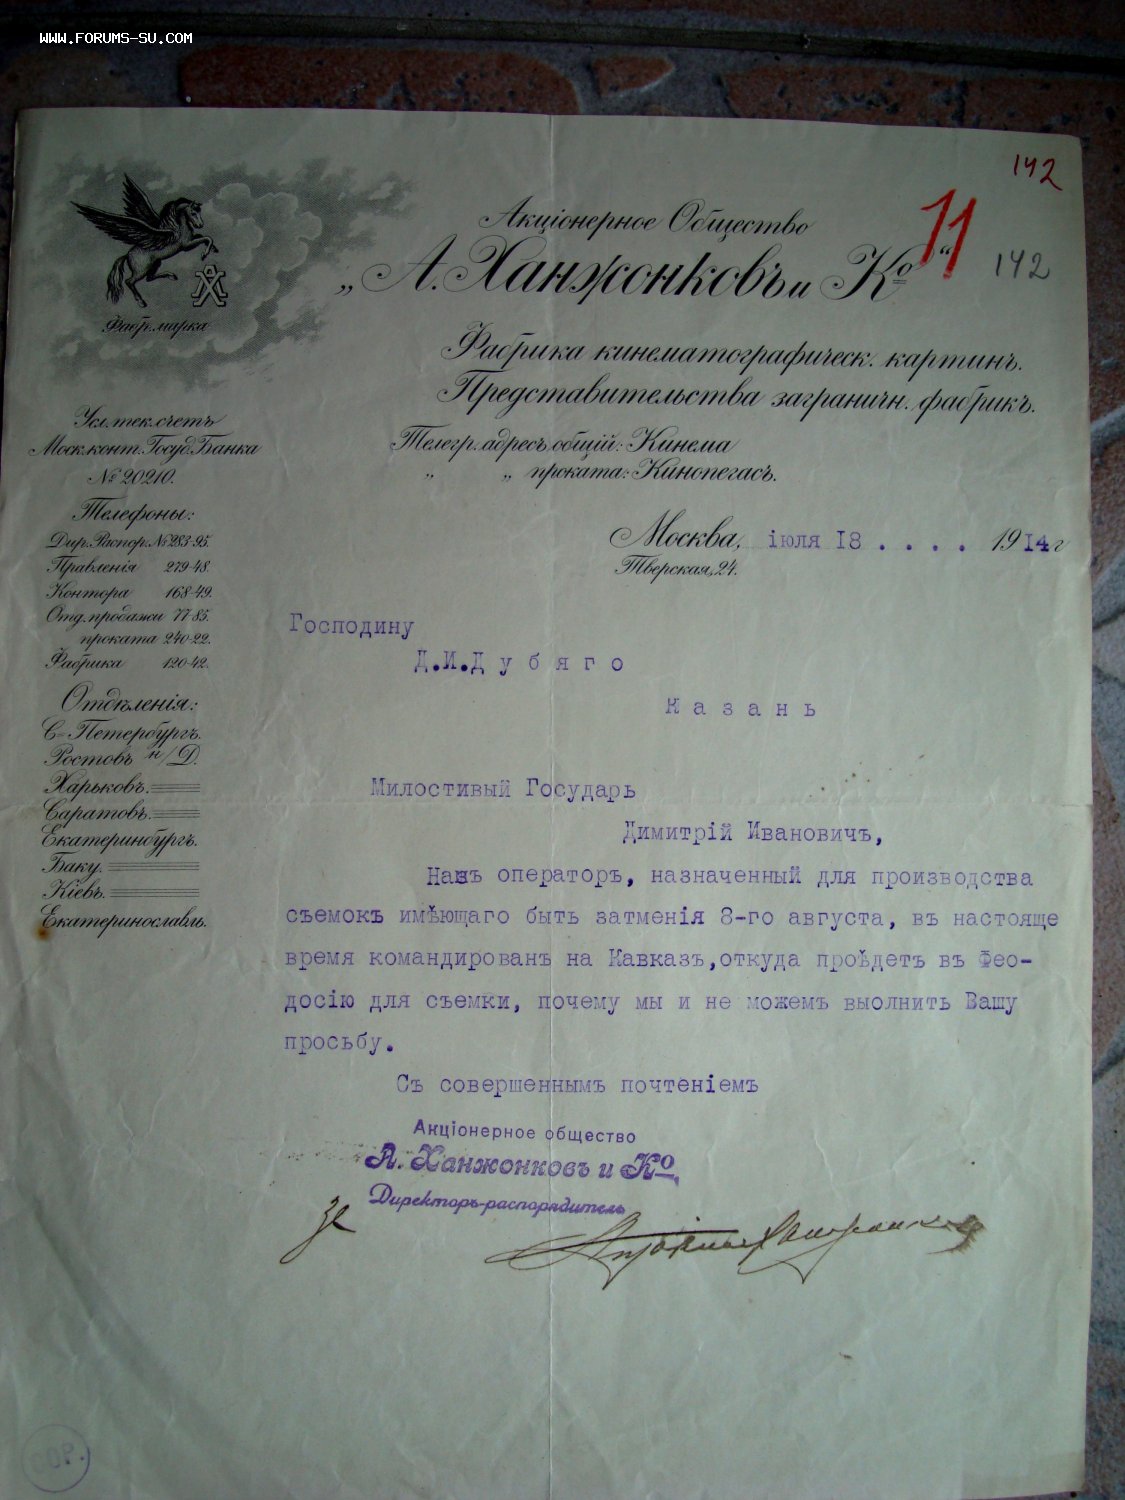 WWW.FORUMS-SU.COM
142
11
142
Акціонерное Общество
„А. Ханжонковъ и Ко“
Фабр. марка
Фабрика кинематографическ. картинъ.
Представительства заграничн. фабрикъ.
Телегр. адресъ общій: Кинема
„ „ проката: Кинопегасъ.
Усл. тек. счетъ
Моск. конт. Госуд. Банка
№ 20210.
Телефоны:
Дир. Распор. № 283-95.
Правленія 279-48.
Контора 168-49.
Отд. продажи 77-85.
проката 240-22.
Фабрика 120-42.
Отдѣленія:
С-Петербургъ.
Ростовъ н/Д.
Харьковъ.
Саратовъ.
Екатеринбургъ.
Баку.
Кіевъ.
Екатеринославль.
Москва, іюля 18 . . . . 1914 г
Тверская, 24.
Господину
Д.И.Дубяго
Казань
Милостивый Государь
Димитрій Ивановичъ,
Нашъ операторъ, назначенный для производства
съемокъ имѣющаго быть затменія 8-го августа, въ настояще
время командированъ на Кавказъ,откуда проѣдетъ въ Фео-
досію для съемки, почему мы и не можемъ выолнить Вашу
просьбу.
Съ совершеннымъ почтеніемъ
Акціонерное общество
А. Ханжонковъ и Ко.
Директоръ-распорядитель